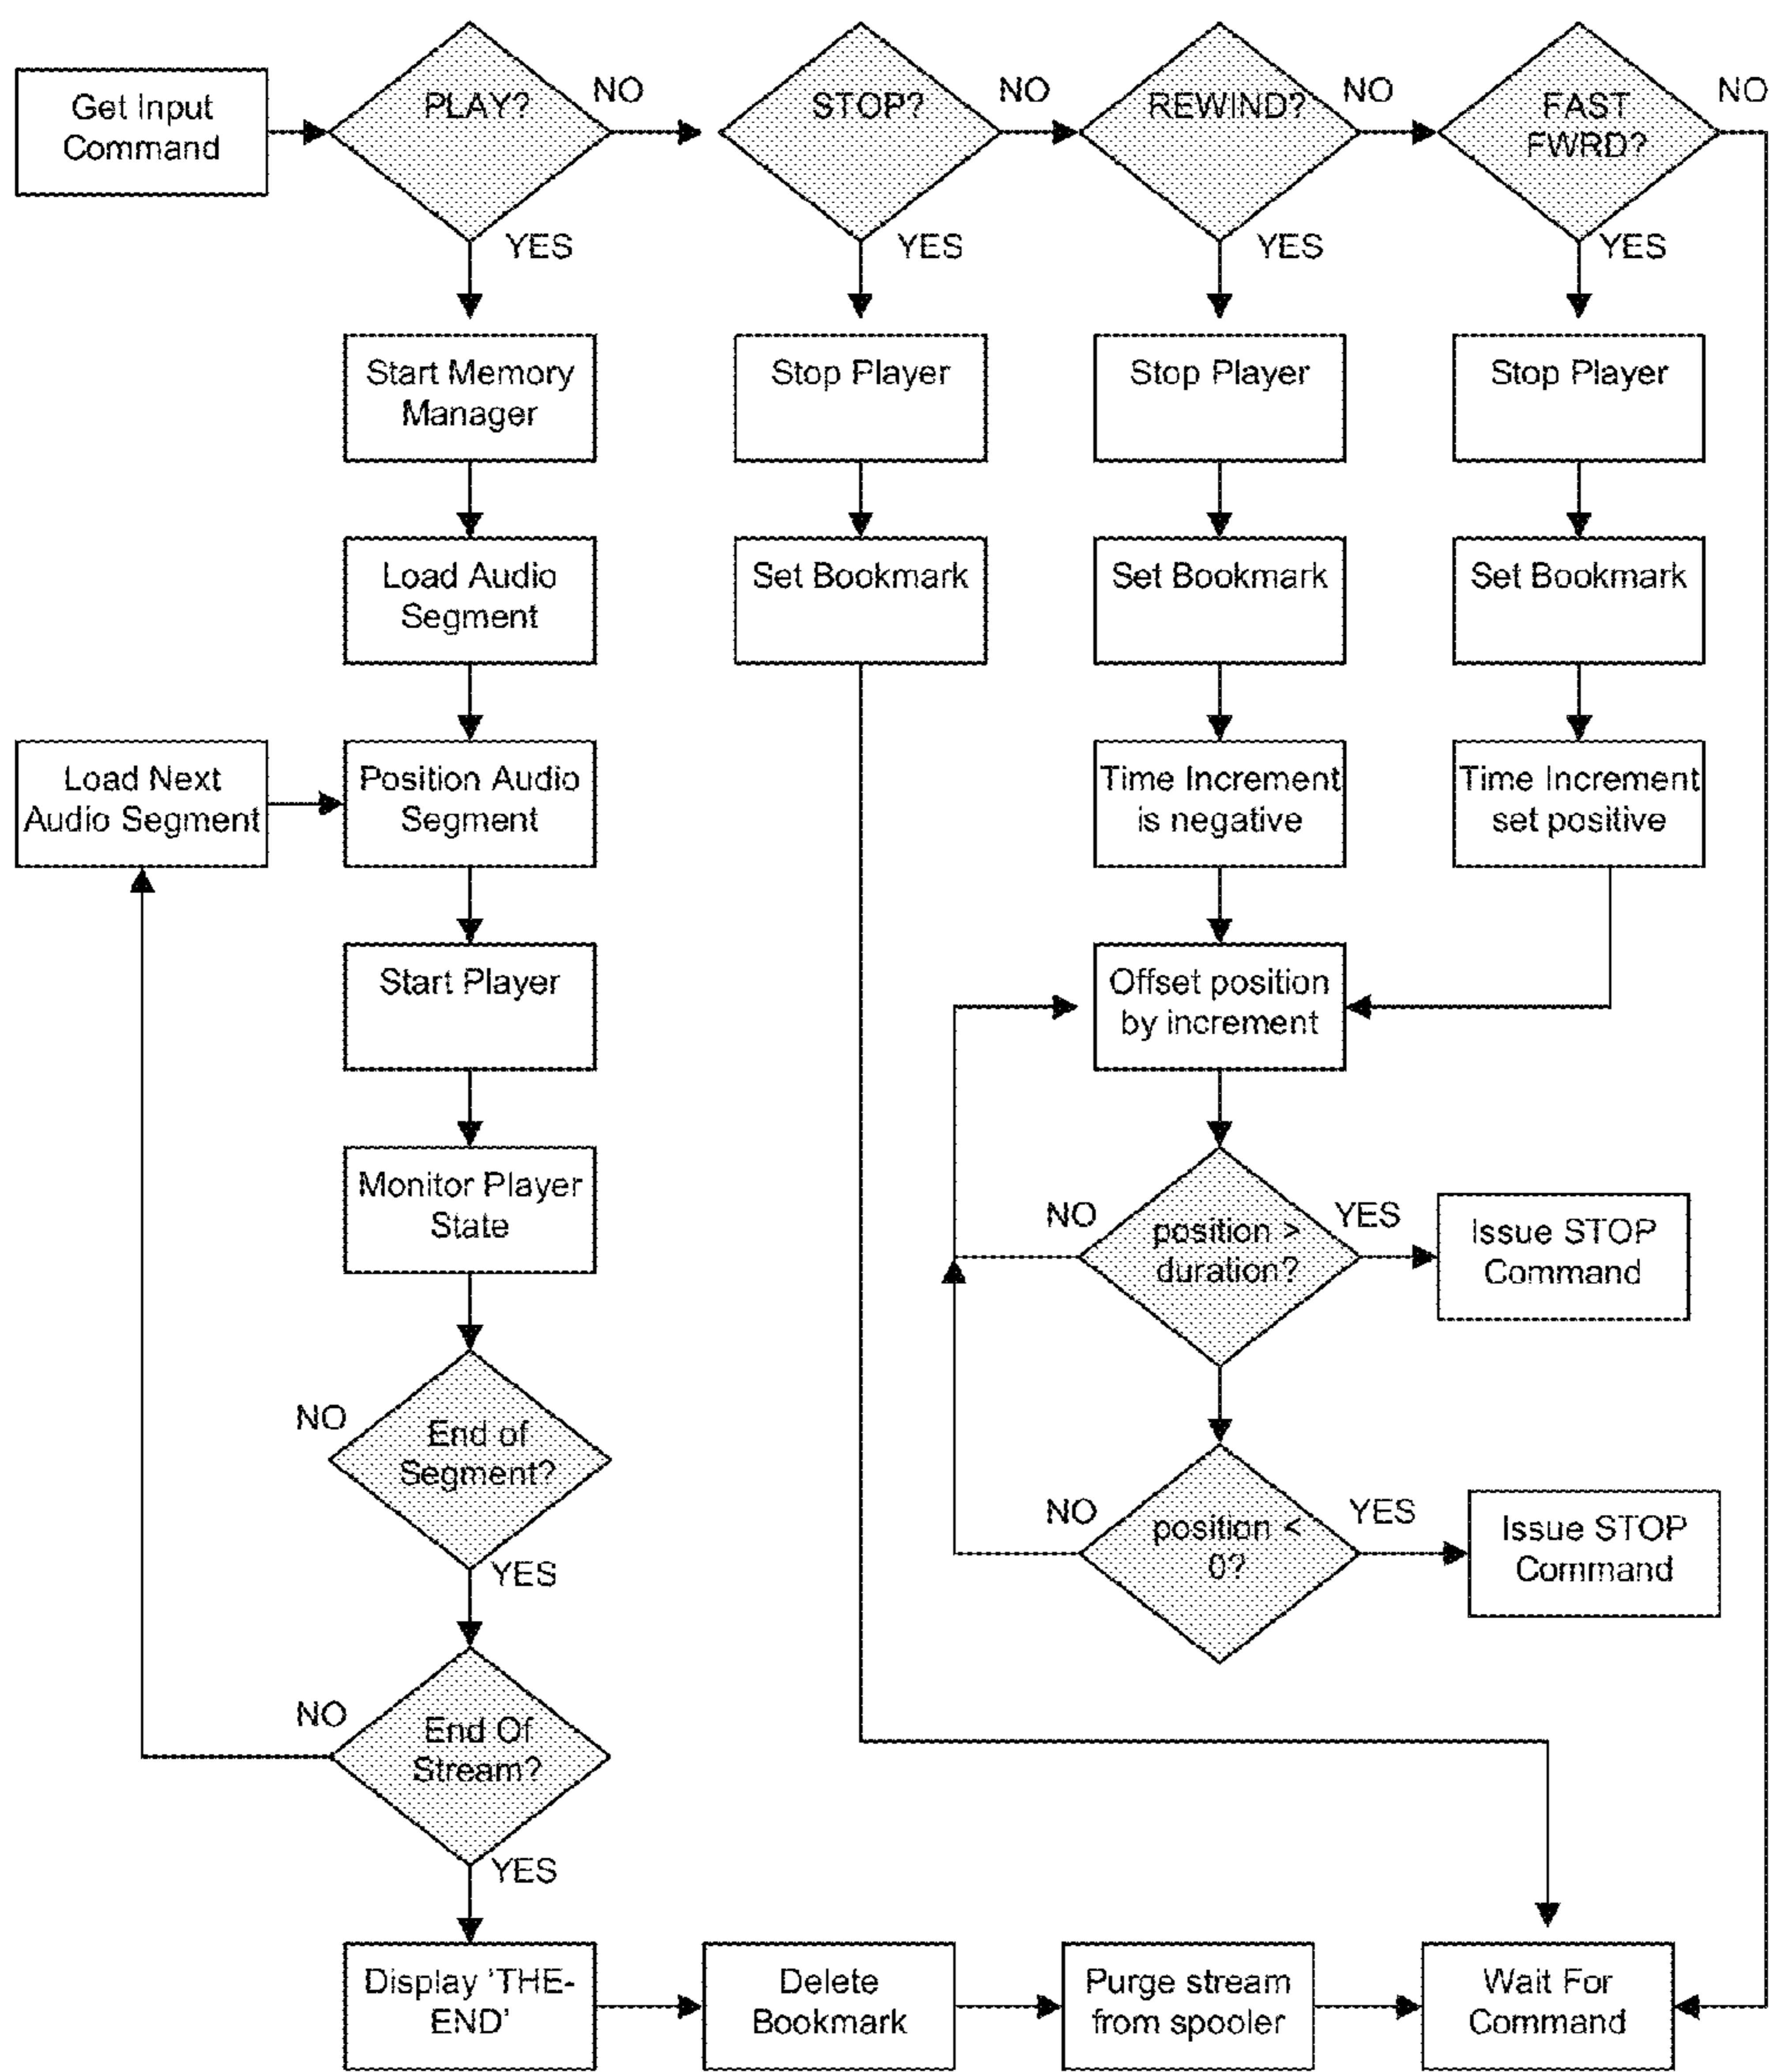 Get Input
Command
PLAY?
NO
STOP?
NO
REWIND?
NO
FAST
FWRD?
NO
YES
YES
YES
YES
Start Memory
Manager
Stop Player
Stop Player
Stop Player
Load Audio
Segment
Set Bookmark
Set Bookmark
Set Bookmark
Load Next
Audio Segment
Position Audio
Segment
Time Increment
is negative
Time Increment
set positive
Start Player
Offset position
by increment
Monitor Player
State
NO
position >
duration?
YES
Issue STOP
Command
NO
End of
Segment?
YES
NO
position <
0?
YES
Issue STOP
Command
NO
End Of
Stream?
YES
Display 'THE-
END'
Delete
Bookmark
Purge stream
from spooler
Wait For
Command